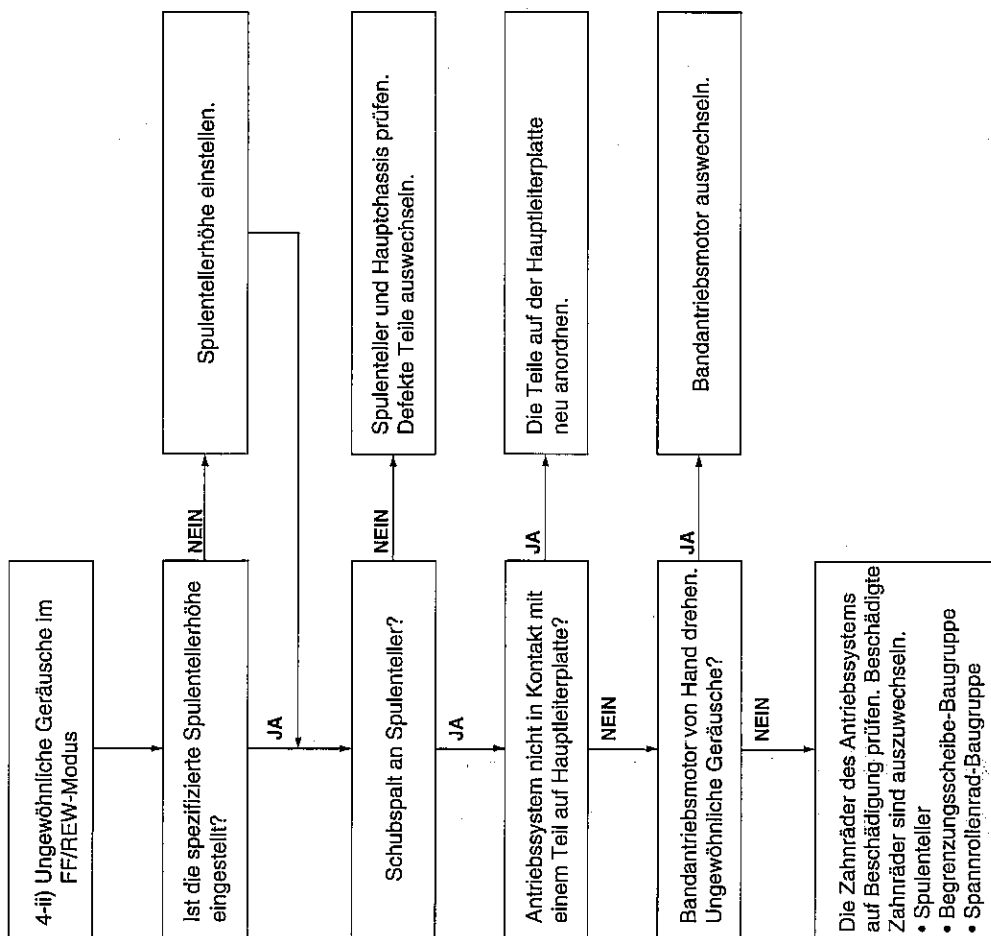 4-ii) Ungewöhnliche Geräusche im
FF/REW-Modus
Ist die spezifizierte Spulentellerhöhe
eingestellt?
NEIN
Spulentellerhöhe einstellen.
JA
Schubspalt an Spulenteller?
NEIN
Spulenteller und Hauptchassis prüfen.
Defekte Teile auswechseln.
JA
Antriebssystem nicht in Kontakt mit
einem Teil auf Hauptleiterplatte?
JA
Die Teile auf der Hauptleiterplatte
neu anordnen.
NEIN
Bandantriebsmotor von Hand drehen.
Ungewöhnliche Geräusche?
JA
Bandantriebsmotor auswechseln.
NEIN
Die Zahnräder des Antriebssystems
auf Beschädigung prüfen. Beschädigte
Zahnräder sind auszuwechseln.
• Spulenteller
• Begrenzungsscheibe-Baugruppe
• Spannrollenrad-Baugruppe